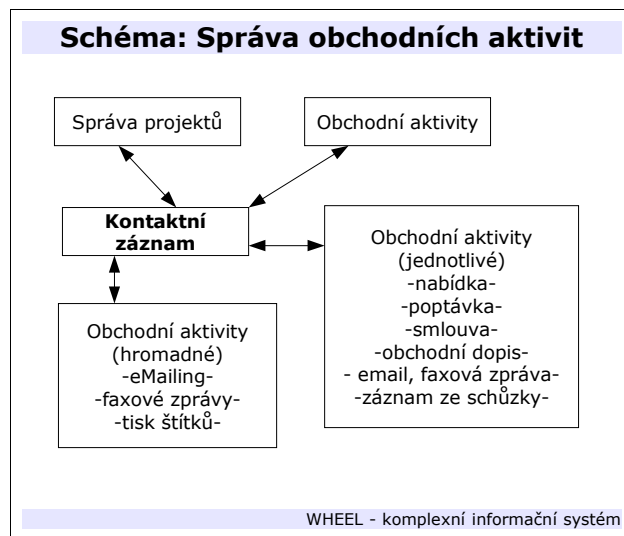 Schéma: Správa obchodních aktivit
Správa projektů
Obchodní aktivity
Kontaktní
záznam
Obchodní aktivity
(jednotlivé)
-nabídka-
-poptávka-
-smlouva-
-obchodní dopis-
- email, faxová zpráva-
-záznam ze schůzky-
Obchodní aktivity
(hromadné)
-eMailing-
-faxové zprávy-
-tisk štítků-
WHEEL - komplexní informační systém